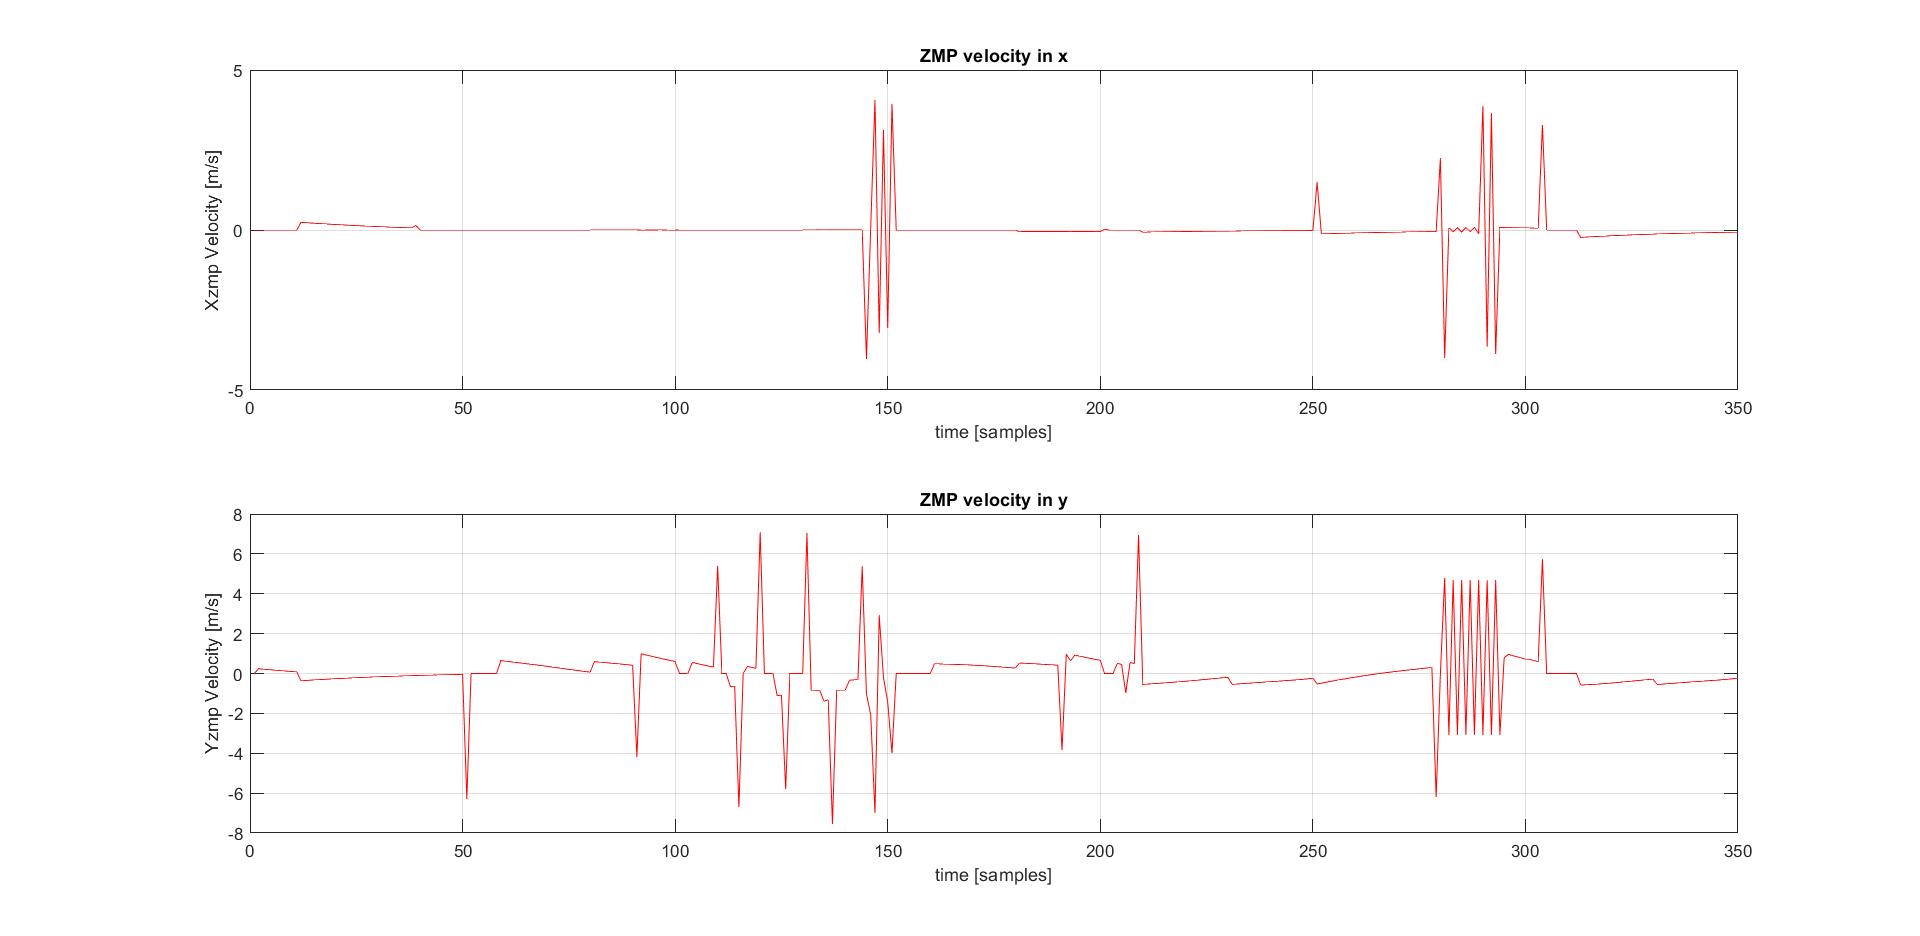 ZMP velocity in x
5
0
-5
Xzmp Velocity [m/s]
0 50 100 150 200 250 300 350
time [samples]
ZMP velocity in y
8
6
4
2
0
-2
-4
-6
-8
Yzmp Velocity [m/s]
0 50 100 150 200 250 300 350
time [samples]